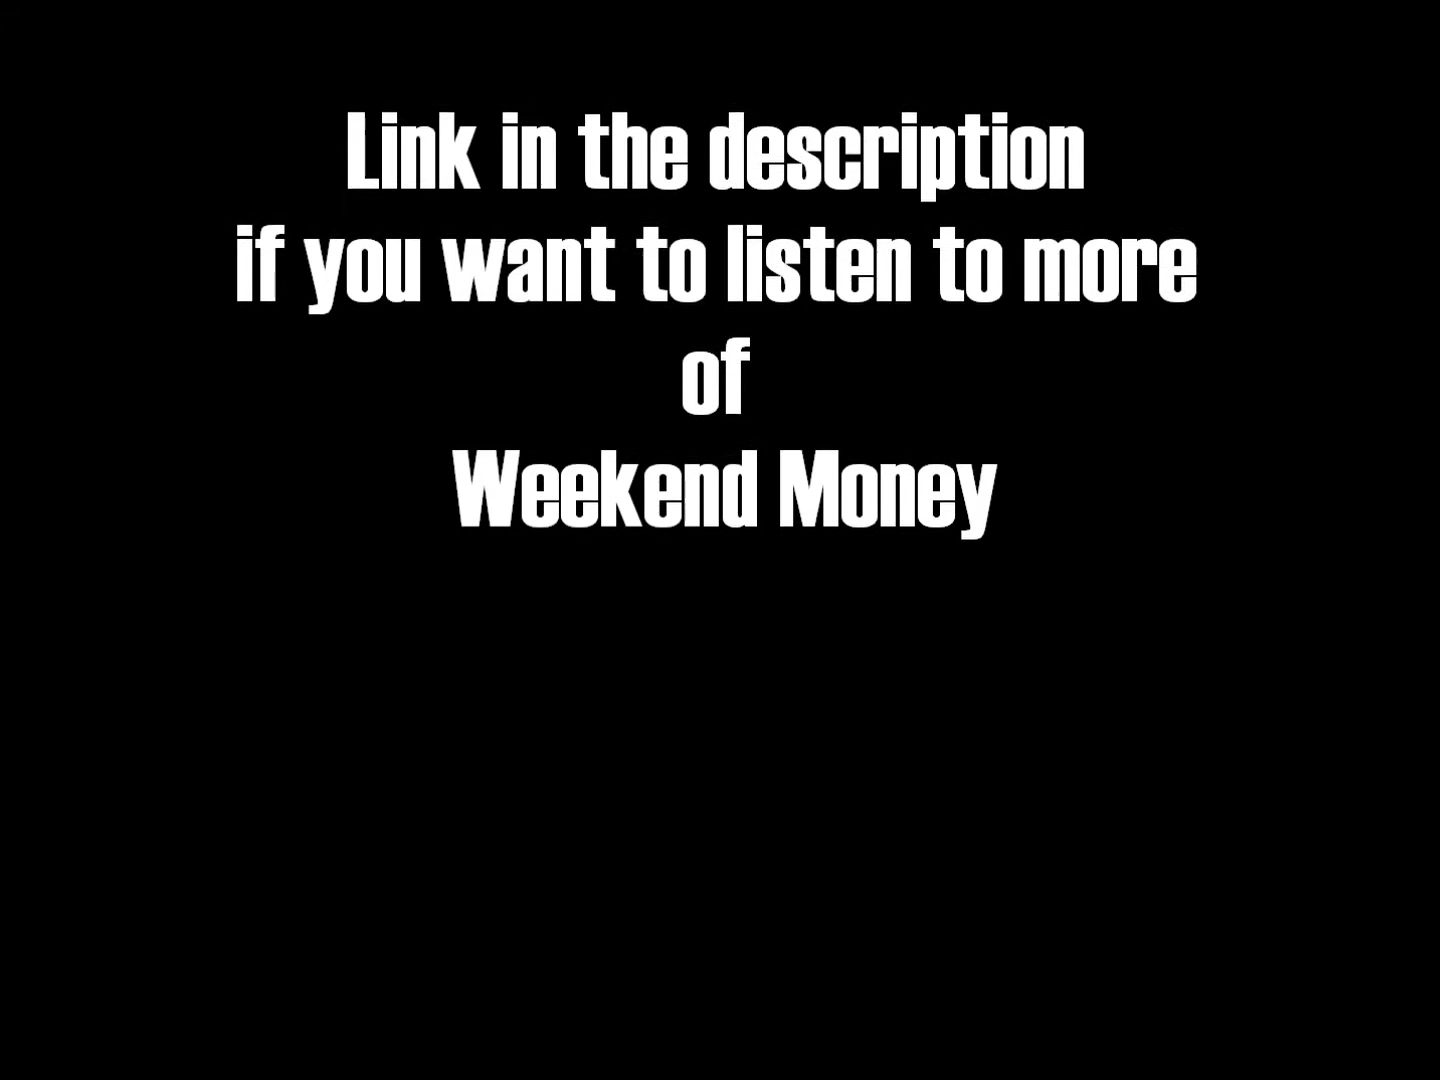 Link in the description
if you want to listen to more
of
Weekend Money